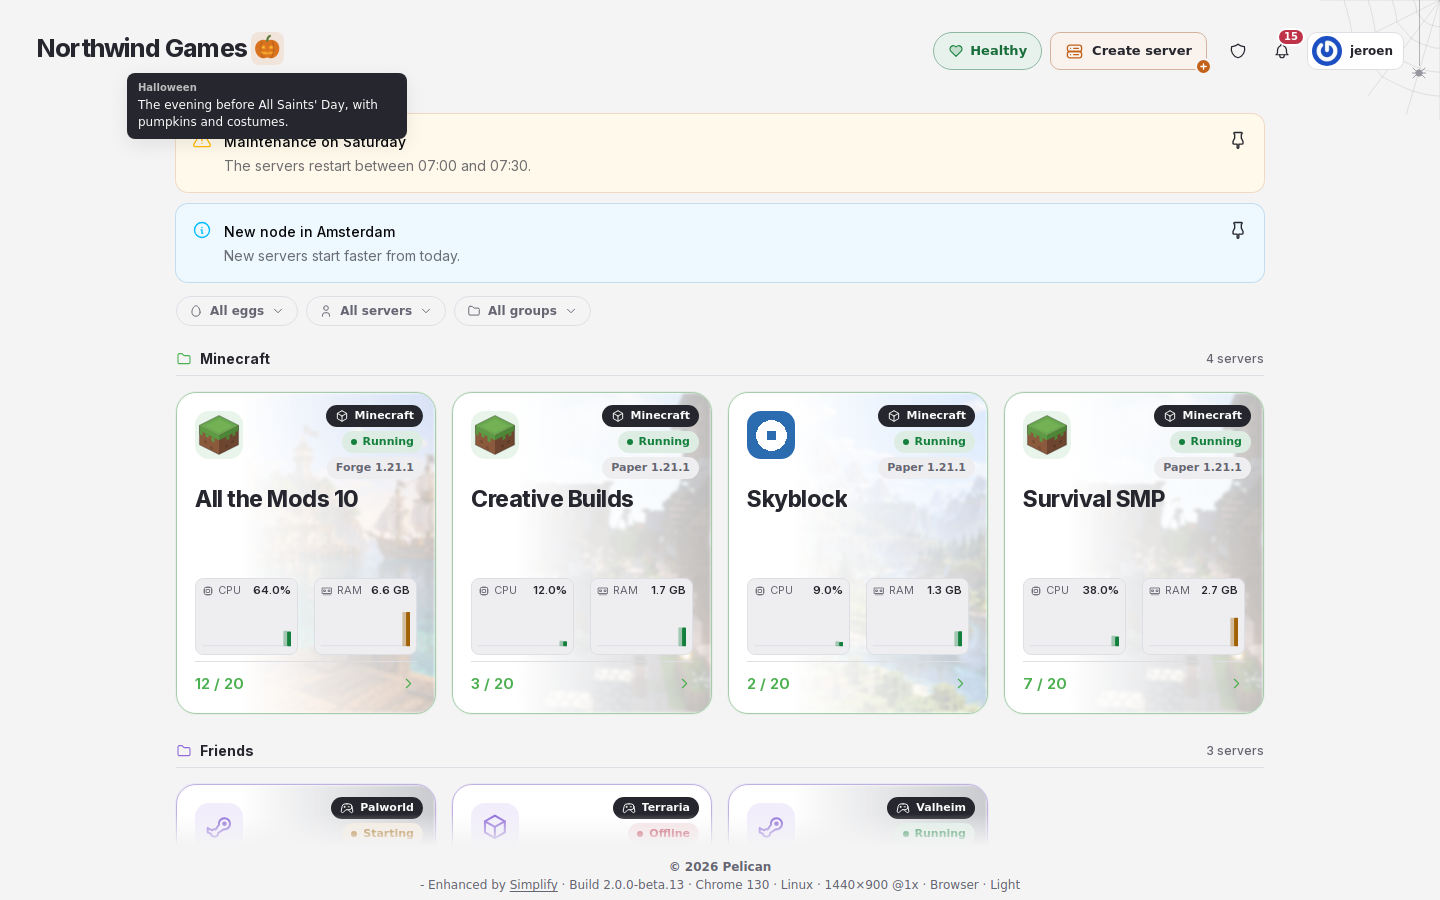 Northwind Games
Healthy
Create server
15
jeroen
Halloween
The evening before All Saints' Day, with
pumpkins and costumes.
Maintenance on Saturday
The servers restart between 07:00 and 07:30.
New node in Amsterdam
New servers start faster from today.
All eggs
All servers
All groups
Minecraft
4 servers
Minecraft
Running
Forge 1.21.1
All the Mods 10
CPU 64.0%
RAM 6.6 GB
12 / 20
Minecraft
Running
Paper 1.21.1
Creative Builds
CPU 12.0%
RAM 1.7 GB
3 / 20
Minecraft
Running
Paper 1.21.1
Skyblock
CPU 9.0%
RAM 1.3 GB
2 / 20
Minecraft
Running
Paper 1.21.1
Survival SMP
CPU 38.0%
RAM 2.7 GB
7 / 20
Friends
3 servers
Palworld
Starting
Terraria
Offline
Valheim
Running
© 2026 Pelican
- Enhanced by Simplify · Build 2.0.0-beta.13 · Chrome 130 · Linux · 1440×900 @1x · Browser · Light